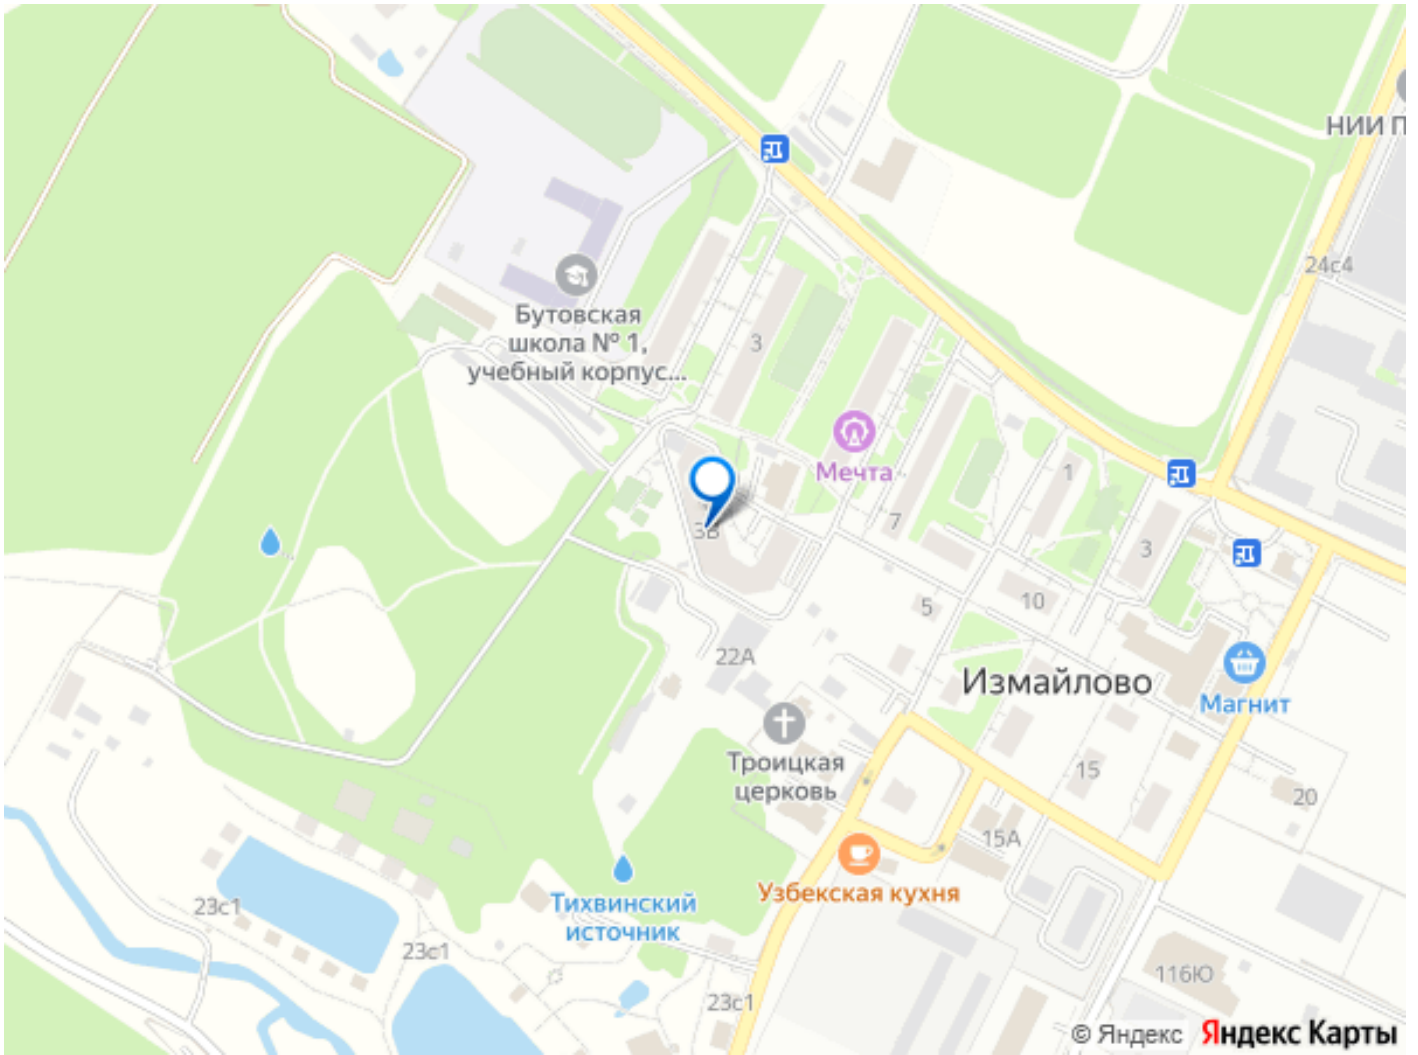 НИИ П
24с4
Бутовская
школа № 1,
учебный корпус...
3
Мечта
1
7
3В
3
5
10
22А
Измайлово
Магнит
Троицкая
церковь
15
20
15А
Узбекская кухня
Тихвинский
источник
23с1
23с1
23с1
116Ю
© Яндекс Яндекс Карты